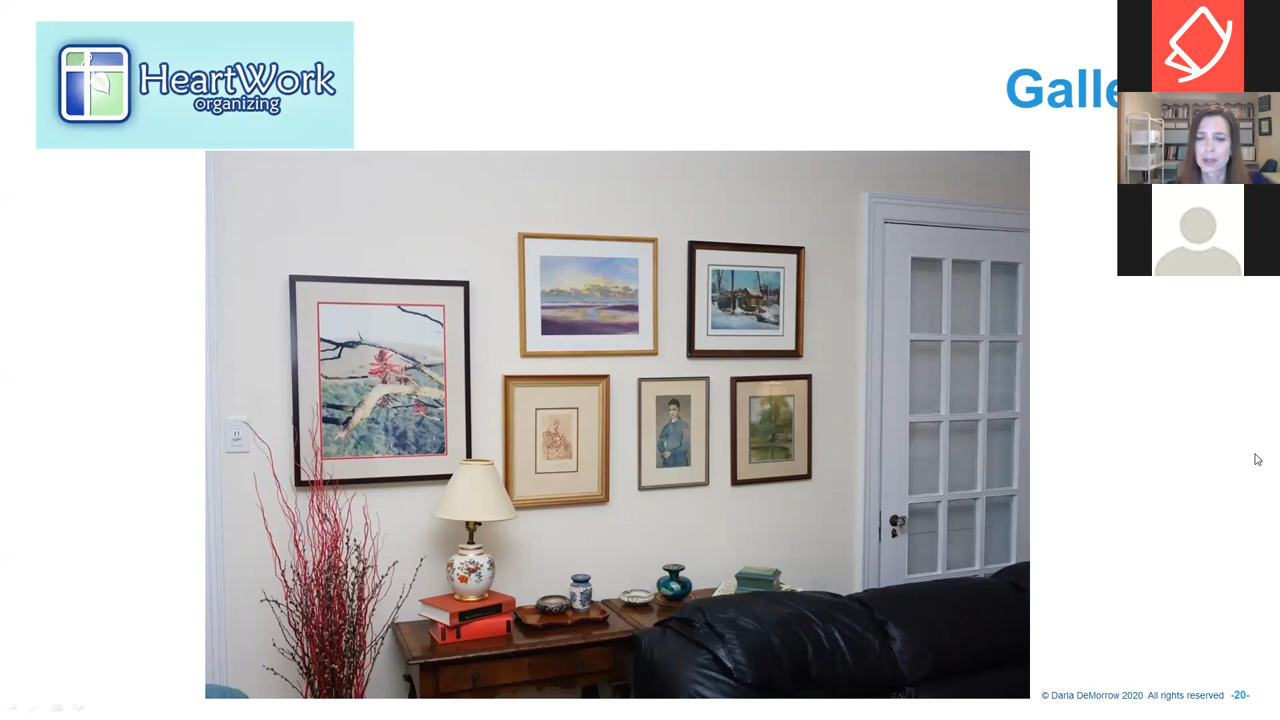 HeartWork
organizing
Galle
© Darla DeMorrow 2020 All rights reserved -20-